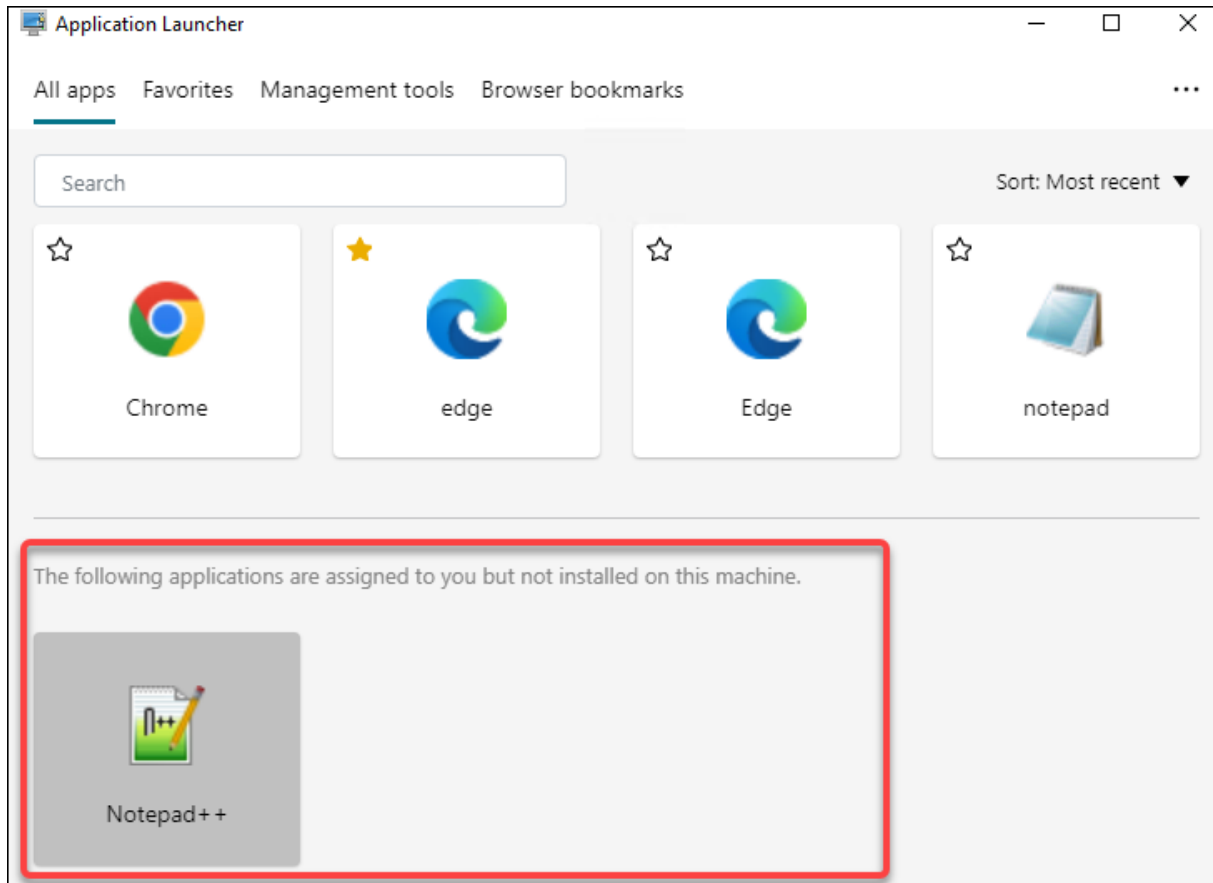 Application Launcher
All apps Favorites Management tools Browser bookmarks
Search
Sort: Most recent
Chrome
edge
Edge
notepad
The following applications are assigned to you but not installed on this machine.
Notepad++